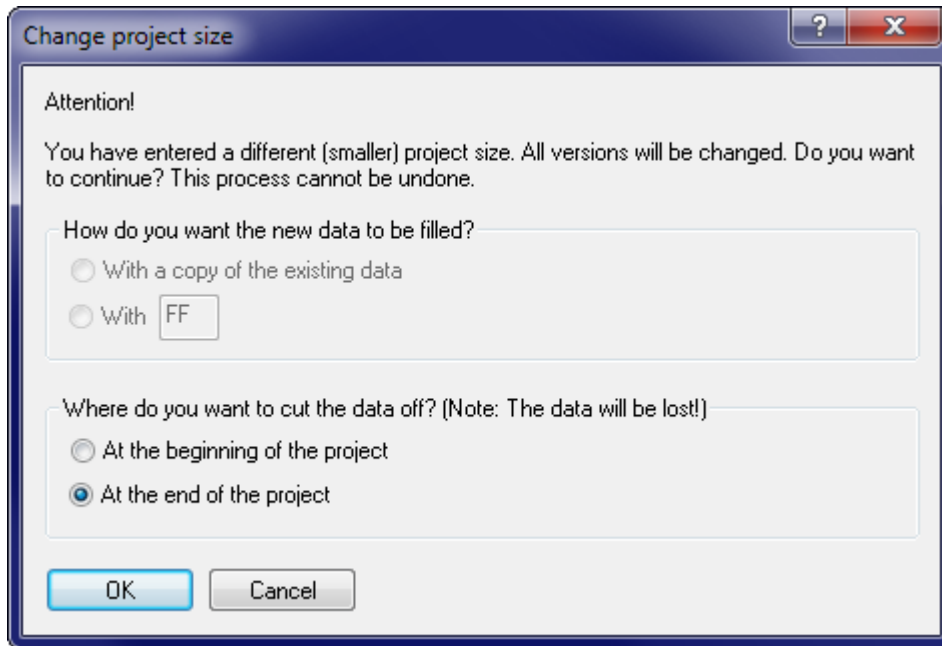 Change project size
?
Attention!
You have entered a different (smaller) project size. All versions will be changed. Do you want
to continue? This process cannot be undone.
How do you want the new data to be filled?
With a copy of the existing data
With FF
Where do you want to cut the data off? (Note: The data will be lost!)
At the beginning of the project
At the end of the project
OK Cancel